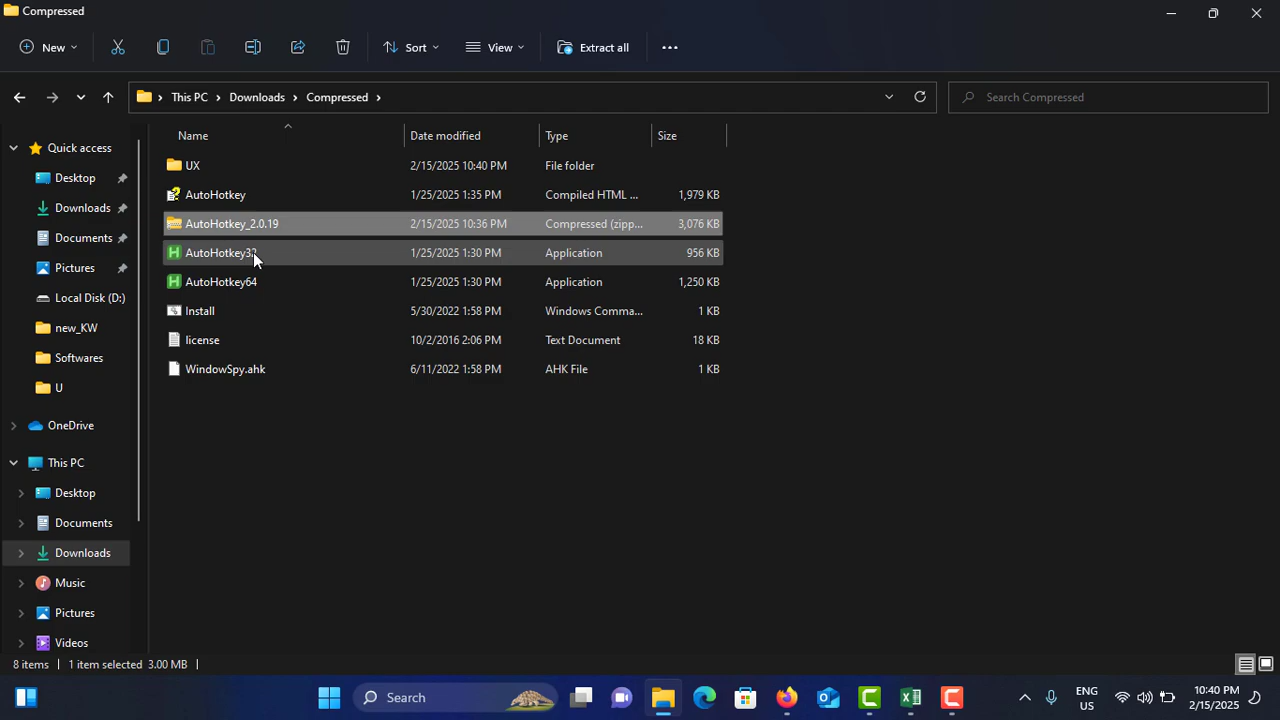 Compressed
New
Sort
View
Extract all
This PC > Downloads > Compressed >
Search Compressed
Name Date modified Type Size
UX 2/15/2025 10:40 PM File folder
AutoHotkey 1/25/2025 1:35 PM Compiled HTML ... 1,979 KB
AutoHotkey_2.0.19 2/15/2025 10:36 PM Compressed (zipp... 3,076 KB
AutoHotkey32 1/25/2025 1:30 PM Application 956 KB
AutoHotkey64 1/25/2025 1:30 PM Application 1,250 KB
Install 5/30/2022 1:58 PM Windows Comma... 1 KB
license 10/2/2016 2:06 PM Text Document 18 KB
WindowSpy.ahk 6/11/2022 1:58 PM AHK File 1 KB
Quick access
Desktop
Downloads
Documents
Pictures
Local Disk (D:)
new_KW
Softwares
U
OneDrive
This PC
Desktop
Documents
Downloads
Music
Pictures
Videos
8 items 1 item selected 3.00 MB
Search
ENG
US
10:40 PM
2/15/2025